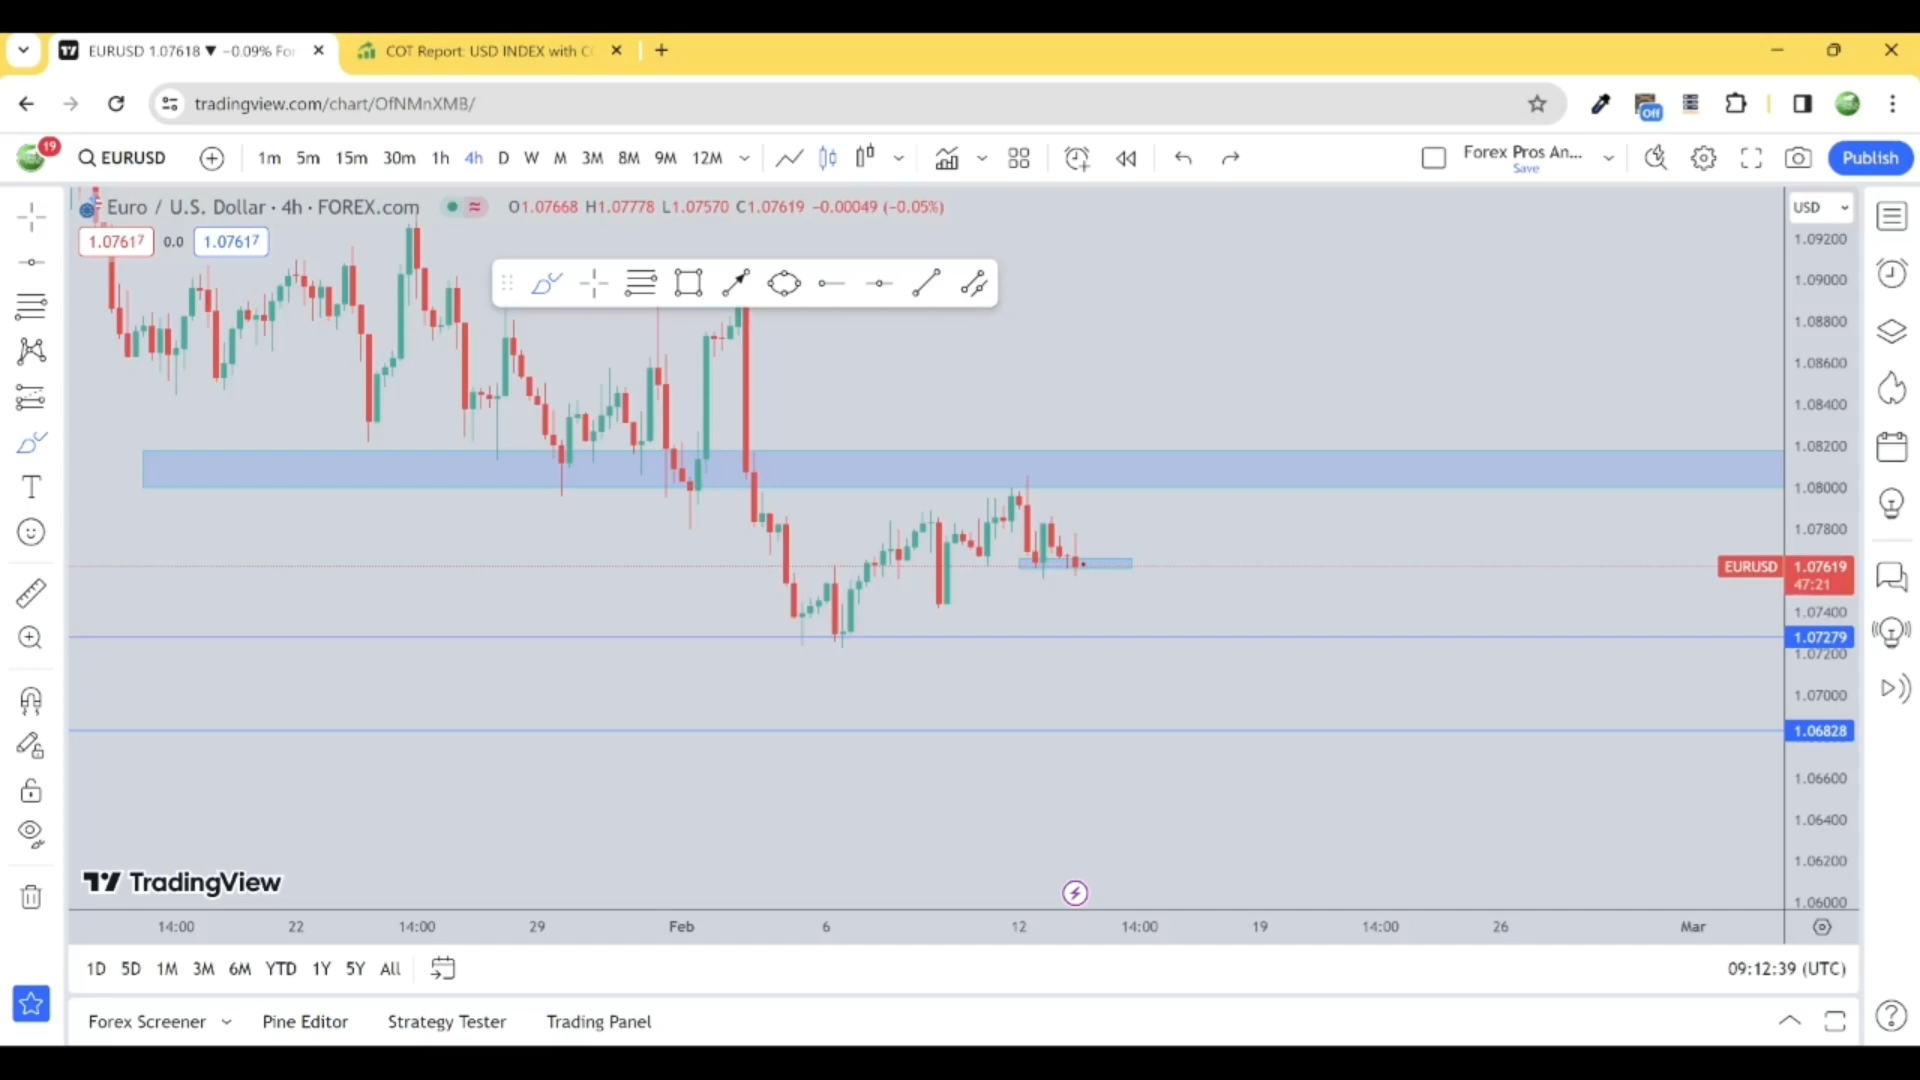 EURUSD 1.07618 ▼ −0.09% For
COT Report: USD INDEX with CO
tradingview.com/chart/OfNMnXMB/
Off
19
EURUSD
1m 5m 15m 30m 1h 4h D W M 3M 8M 9M 12M
Forex Pros An...
Save
Publish
Euro / U.S. Dollar · 4h · FOREX.com
O1.07668 H1.07778 L1.07570 C1.07619 −0.00049 (−0.05%)
USD
1.07617 0.0 1.07617
1.09200
1.09000
1.08800
1.08600
1.08400
1.08200
1.08000
1.07800
EURUSD 1.07619
47:21
1.07400
1.07279
1.07200
1.07000
1.06828
1.06600
1.06400
1.06200
1.06000
TradingView
14:00 22 14:00 29 Feb 6 12 14:00 19 14:00 26 Mar
1D 5D 1M 3M 6M YTD 1Y 5Y All
09:12:39 (UTC)
Forex Screener Pine Editor Strategy Tester Trading Panel